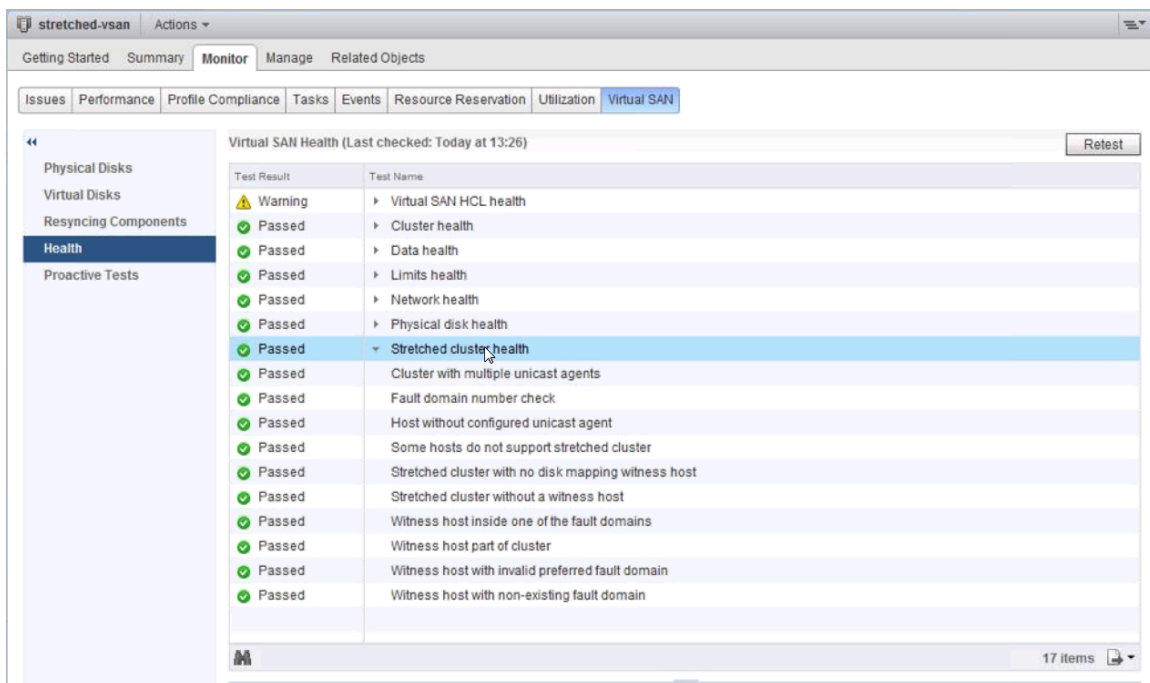 stretched-vsan Actions
Getting Started Summary Monitor Manage Related Objects
Issues Performance Profile Compliance Tasks Events Resource Reservation Utilization Virtual SAN
Virtual SAN Health (Last checked: Today at 13:26) Retest
Physical Disks
Virtual Disks
Resyncing Components
Health
Proactive Tests
Test Result Test Name
Warning Virtual SAN HCL health
Passed Cluster health
Passed Data health
Passed Limits health
Passed Network health
Passed Physical disk health
Passed Stretched cluster health
Passed Cluster with multiple unicast agents
Passed Fault domain number check
Passed Host without configured unicast agent
Passed Some hosts do not support stretched cluster
Passed Stretched cluster with no disk mapping witness host
Passed Stretched cluster without a witness host
Passed Witness host inside one of the fault domains
Passed Witness host part of cluster
Passed Witness host with invalid preferred fault domain
Passed Witness host with non-existing fault domain
17 items